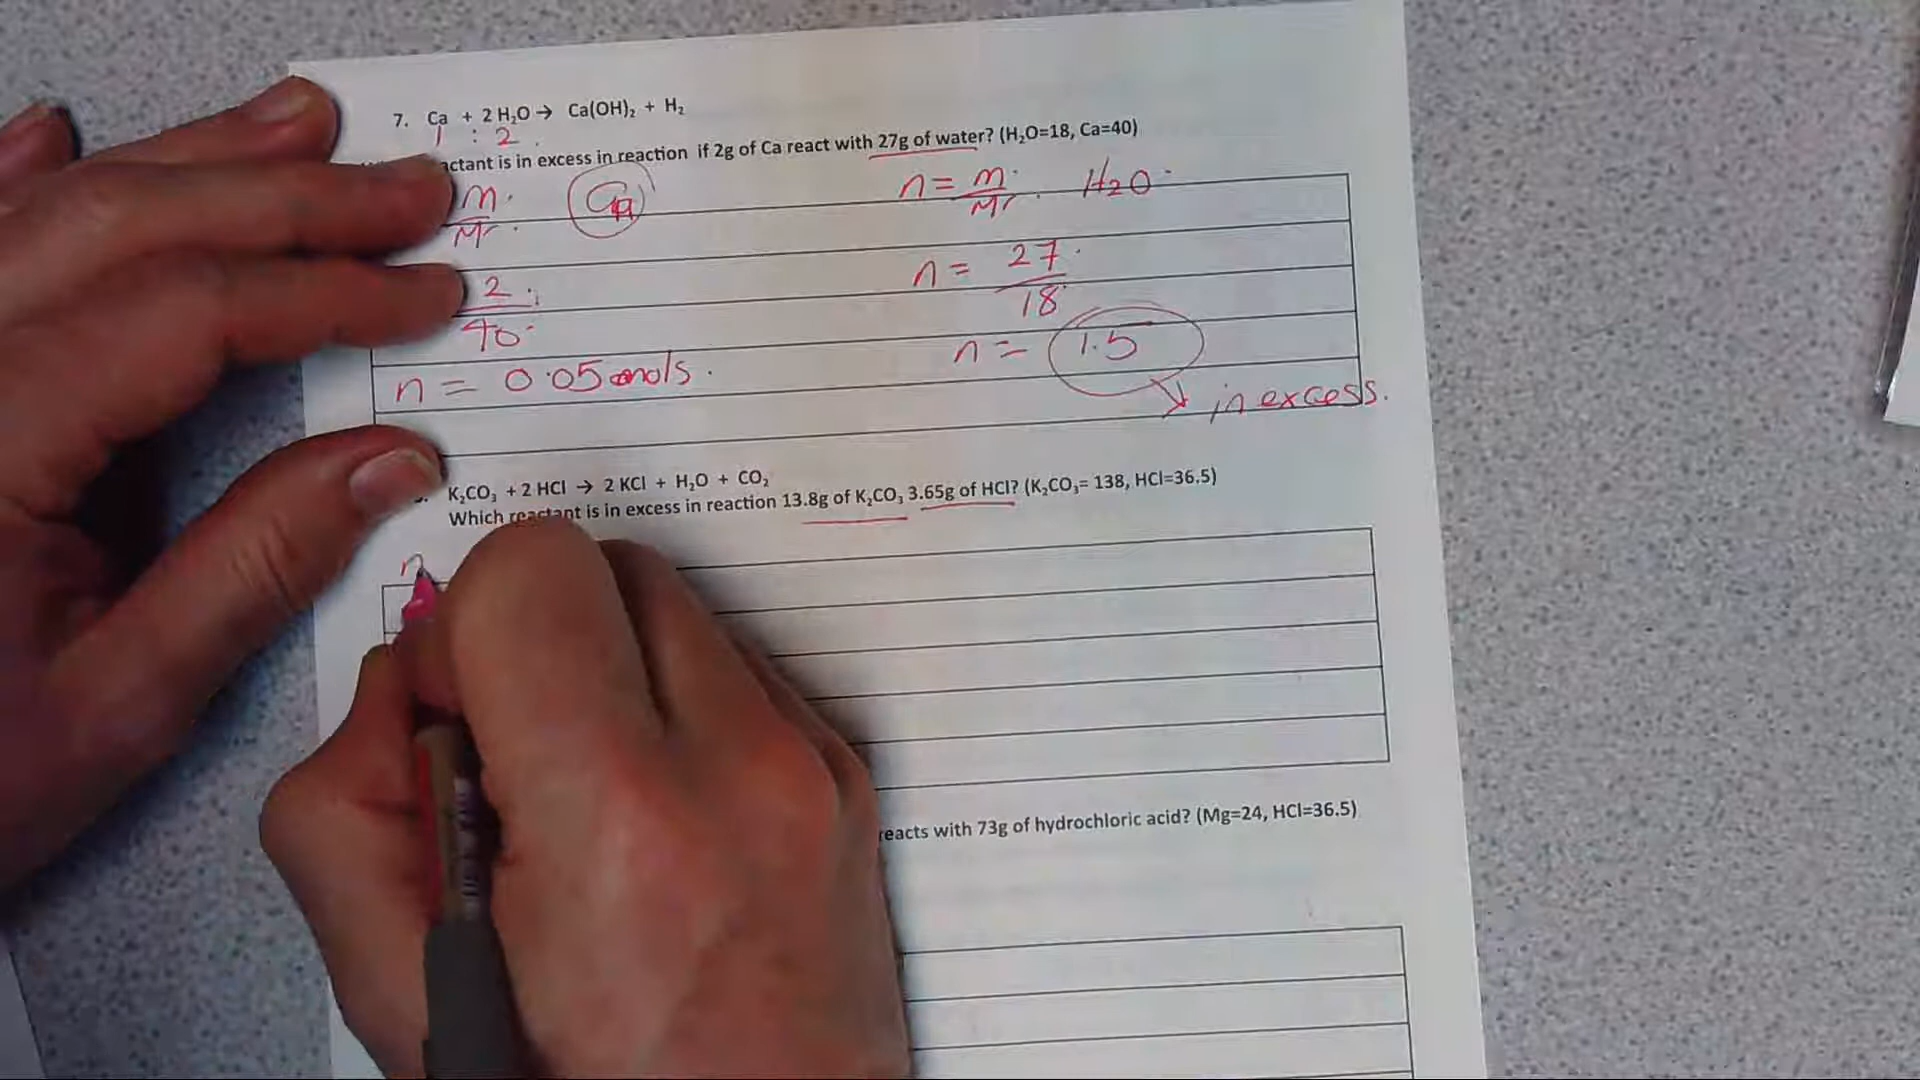 7. Ca + 2 H₂O → Ca(OH)₂ + H₂
1 : 2
is in excess in reaction if 2g of Ca react with 27g of water? (H₂O=18, Ca=40)
m
Mr
Ca
n = m
Mr
H₂O
2
40
n = 27
18
n = 0.05 mols.
n = 1.5
in excess.
K₂CO₃ + 2 HCl → 2 KCl + H₂O + CO₂
Which reactant is in excess in reaction 13.8g of K₂CO₃ 3.65g of HCl? (K₂CO₃= 138, HCl=36.5)
n
reacts with 73g of hydrochloric acid? (Mg=24, HCl=36.5)